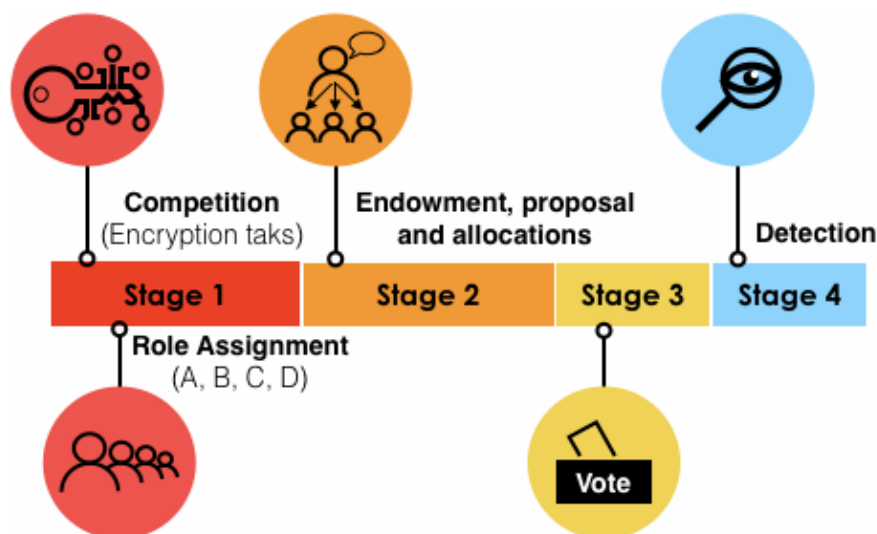 Competition
(Encryption taks)
Endowment, proposal
and allocations
Detection
Stage 1
Stage 2
Stage 3
Stage 4
Role Assignment
(A, B, C, D)
Vote